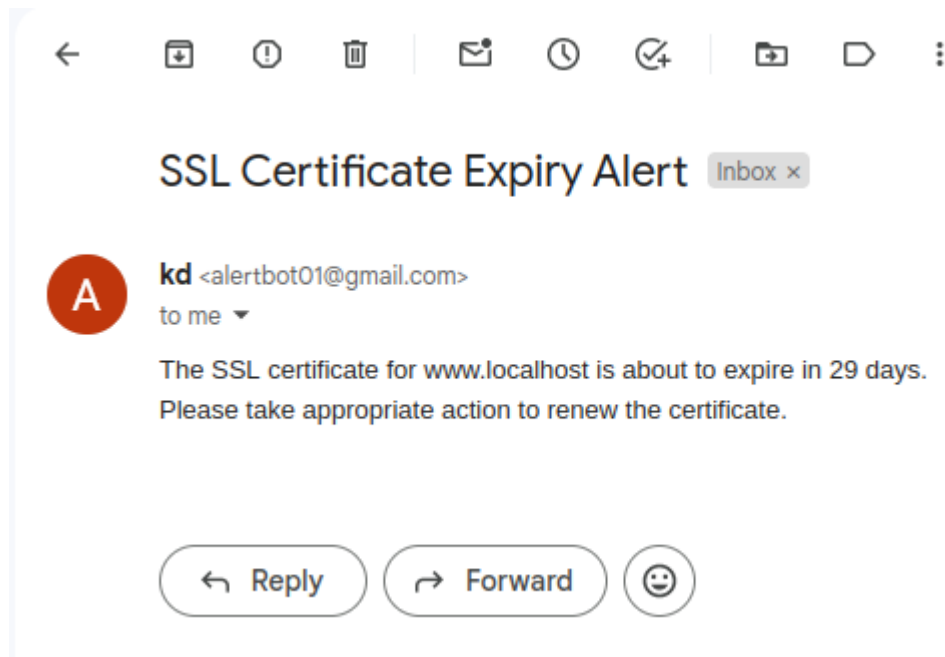 SSL Certificate Expiry Alert Inbox ×
A
kd <alertbot01@gmail.com>
to me
The SSL certificate for www.localhost is about to expire in 29 days.
Please take appropriate action to renew the certificate.
Reply Forward